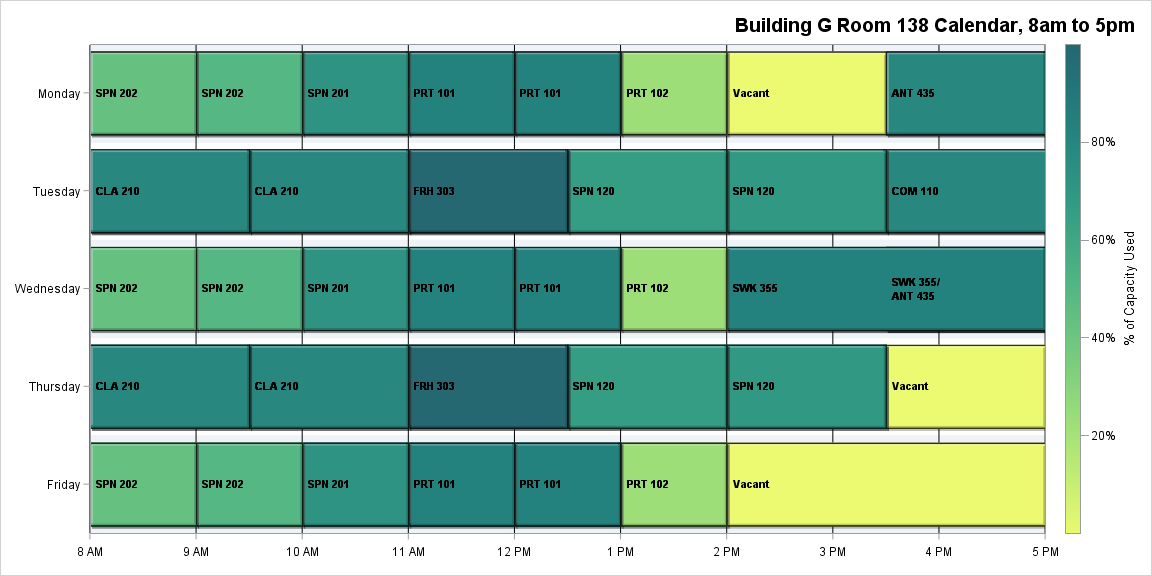 Building G Room 138 Calendar, 8am to 5pm
Monday
SPN 202
SPN 202
SPN 201
PRT 101
PRT 101
PRT 102
Vacant
ANT 435
Tuesday
CLA 210
CLA 210
FRH 303
SPN 120
SPN 120
COM 110
Wednesday
SPN 202
SPN 202
SPN 201
PRT 101
PRT 101
PRT 102
SWK 355
SWK 355/
ANT 435
Thursday
CLA 210
CLA 210
FRH 303
SPN 120
SPN 120
Vacant
Friday
SPN 202
SPN 202
SPN 201
PRT 101
PRT 101
PRT 102
Vacant
8 AM
9 AM
10 AM
11 AM
12 PM
1 PM
2 PM
3 PM
4 PM
5 PM
80%
60%
40%
20%
% of Capacity Used